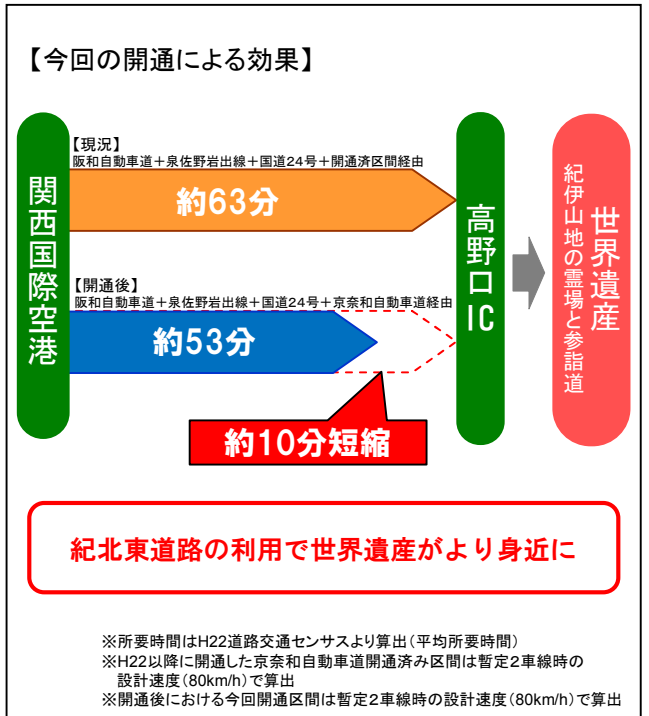 【今回の開通による効果】
関西国際空港
【現況】
阪和自動車道＋泉佐野岩出線＋国道24号＋開通済区間経由
約63分
【開通後】
阪和自動車道＋泉佐野岩出線＋国道24号＋京奈和自動車道経由
約53分
約10分短縮
高野口IC
世界遺産
紀伊山地の霊場と参詣道
紀北東道路の利用で世界遺産がより身近に
※所要時間はH22道路交通センサスより算出（平均所要時間）
※H22以降に開通した京奈和自動車道開通済み区間は暫定２車線時の
設計速度（80km/h）で算出
※開通後における今回開通区間は暫定２車線時の設計速度（80km/h）で算出